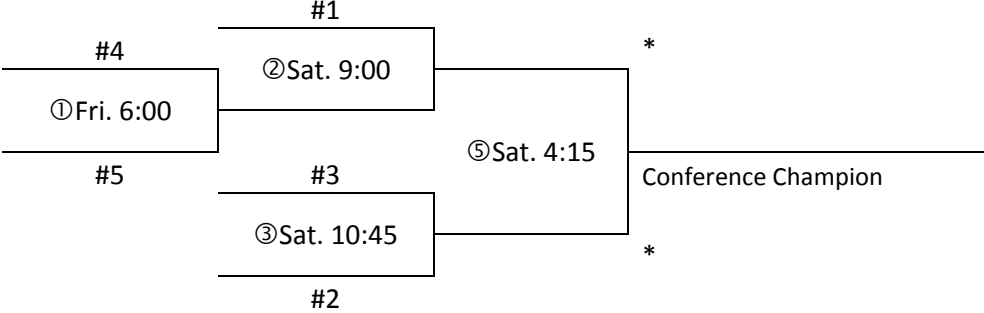 #1
#4
*
②Sat. 9:00
①Fri. 6:00
⑤Sat. 4:15
#5
#3
Conference Champion
③Sat. 10:45
*
#2